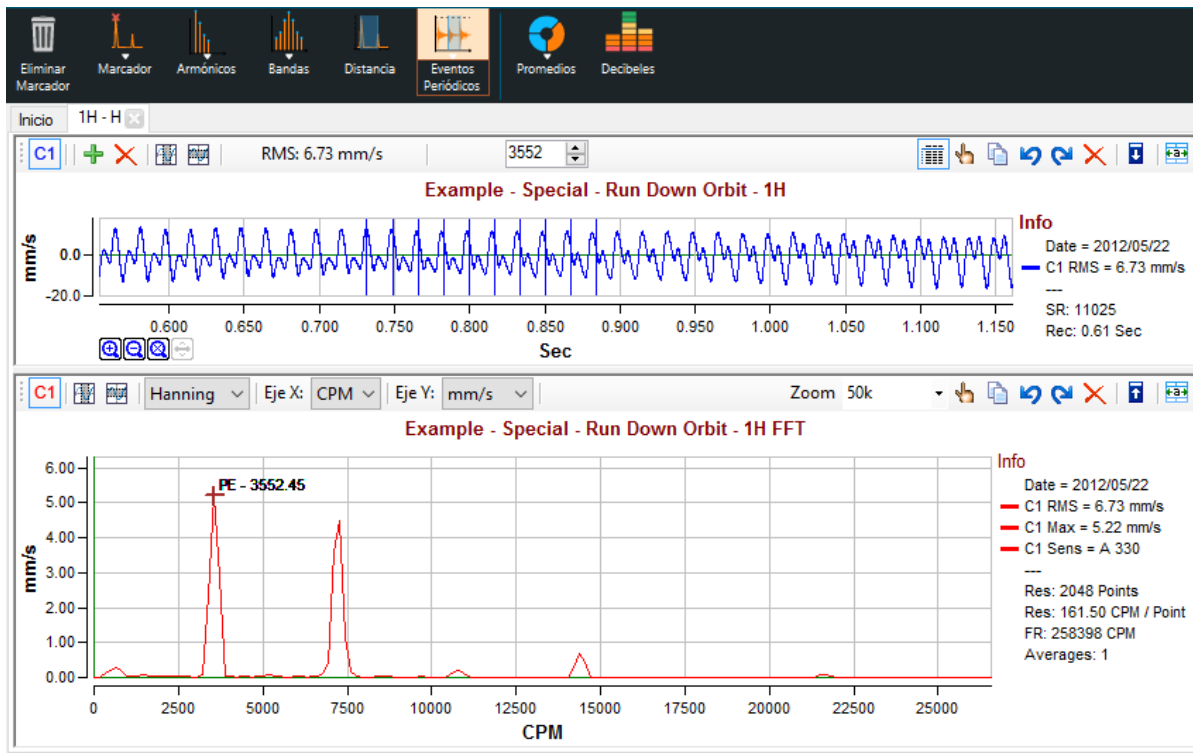 Eliminar Marcador
Marcador
Armónicos
Bandas
Distancia
Eventos Periódicos
Promedios
Decibeles
Inicio
1H - H
C1
RMS: 6.73 mm/s
3552
Example - Special - Run Down Orbit - 1H
mm/s
0.0
-20.0
0.600 0.650 0.700 0.750 0.800 0.850 0.900 0.950 1.000 1.050 1.100 1.150
Sec
Info
Date = 2012/05/22
C1 RMS = 6.73 mm/s
---
SR: 11025
Rec: 0.61 Sec
C1
Hanning
Eje X: CPM
Eje Y: mm/s
Zoom 50k
Example - Special - Run Down Orbit - 1H FFT
mm/s
6.00
5.00
4.00
3.00
2.00
1.00
0.00
PE - 3552.45
0 2500 5000 7500 10000 12500 15000 17500 20000 22500 25000
CPM
Info
Date = 2012/05/22
C1 RMS = 6.73 mm/s
C1 Max = 5.22 mm/s
C1 Sens = A 330
---
Res: 2048 Points
Res: 161.50 CPM / Point
FR: 258398 CPM
Averages: 1